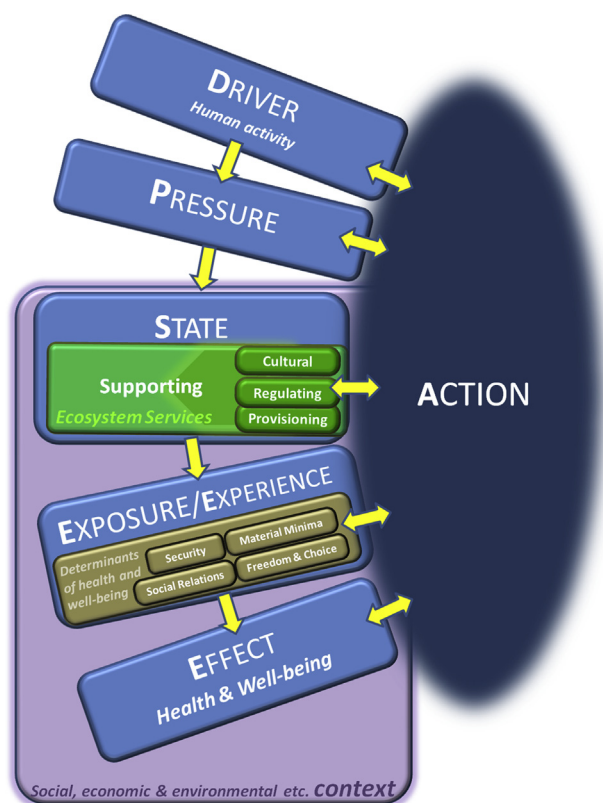 DRIVER
Human activity
PRESSURE
STATE
Cultural
Supporting
Regulating
Ecosystem Services
Provisioning
ACTION
EXPOSURE/EXPERIENCE
Determinants
of health and
well-being
Security
Material Minima
Social Relations
Freedom & Choice
EFFECT
Health & Well-being
Social, economic & environmental etc. context